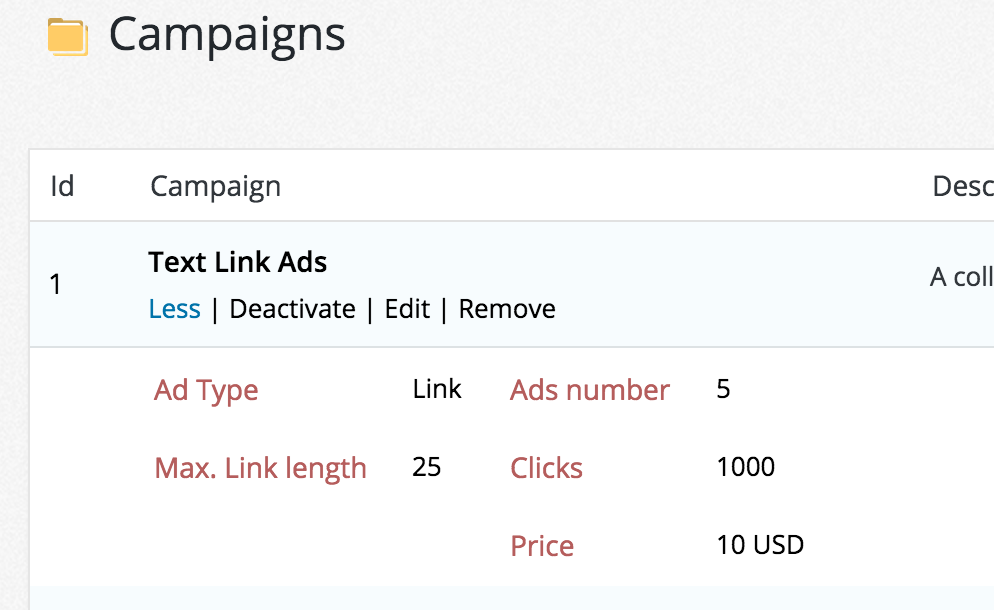 Campaigns
Id Campaign Desc
Text Link Ads
1 A coll
Less | Deactivate | Edit | Remove
Ad Type Link Ads number 5
Max. Link length 25 Clicks 1000
Price 10 USD